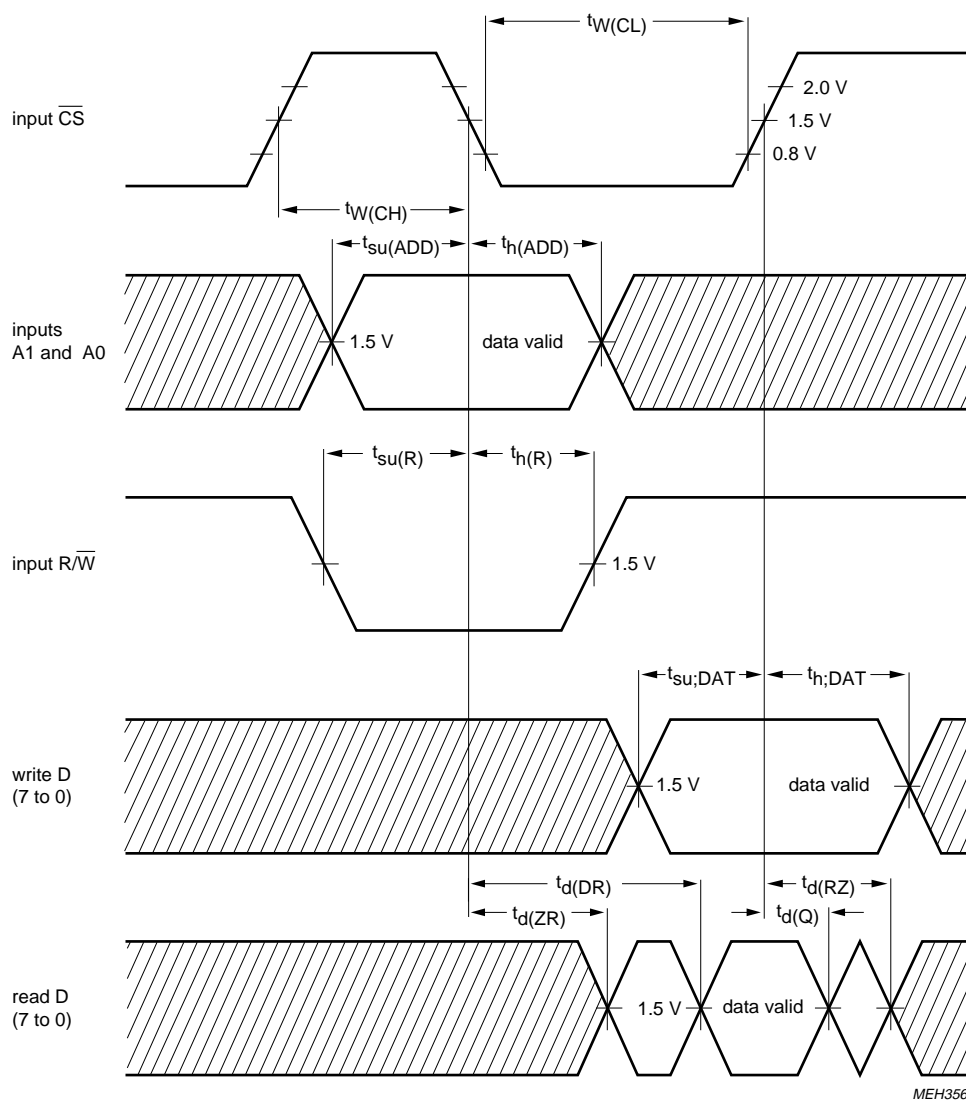 tW(CL)
2.0 V
input CS
1.5 V
0.8 V
tW(CH)
tsu(ADD)
th(ADD)
inputs
A1 and A0
1.5 V
data valid
tsu(R)
th(R)
input R/W
1.5 V
tsu;DAT
th;DAT
write D
(7 to 0)
1.5 V
data valid
td(DR)
td(RZ)
td(ZR)
td(Q)
read D
(7 to 0)
1.5 V
data valid
MEH356